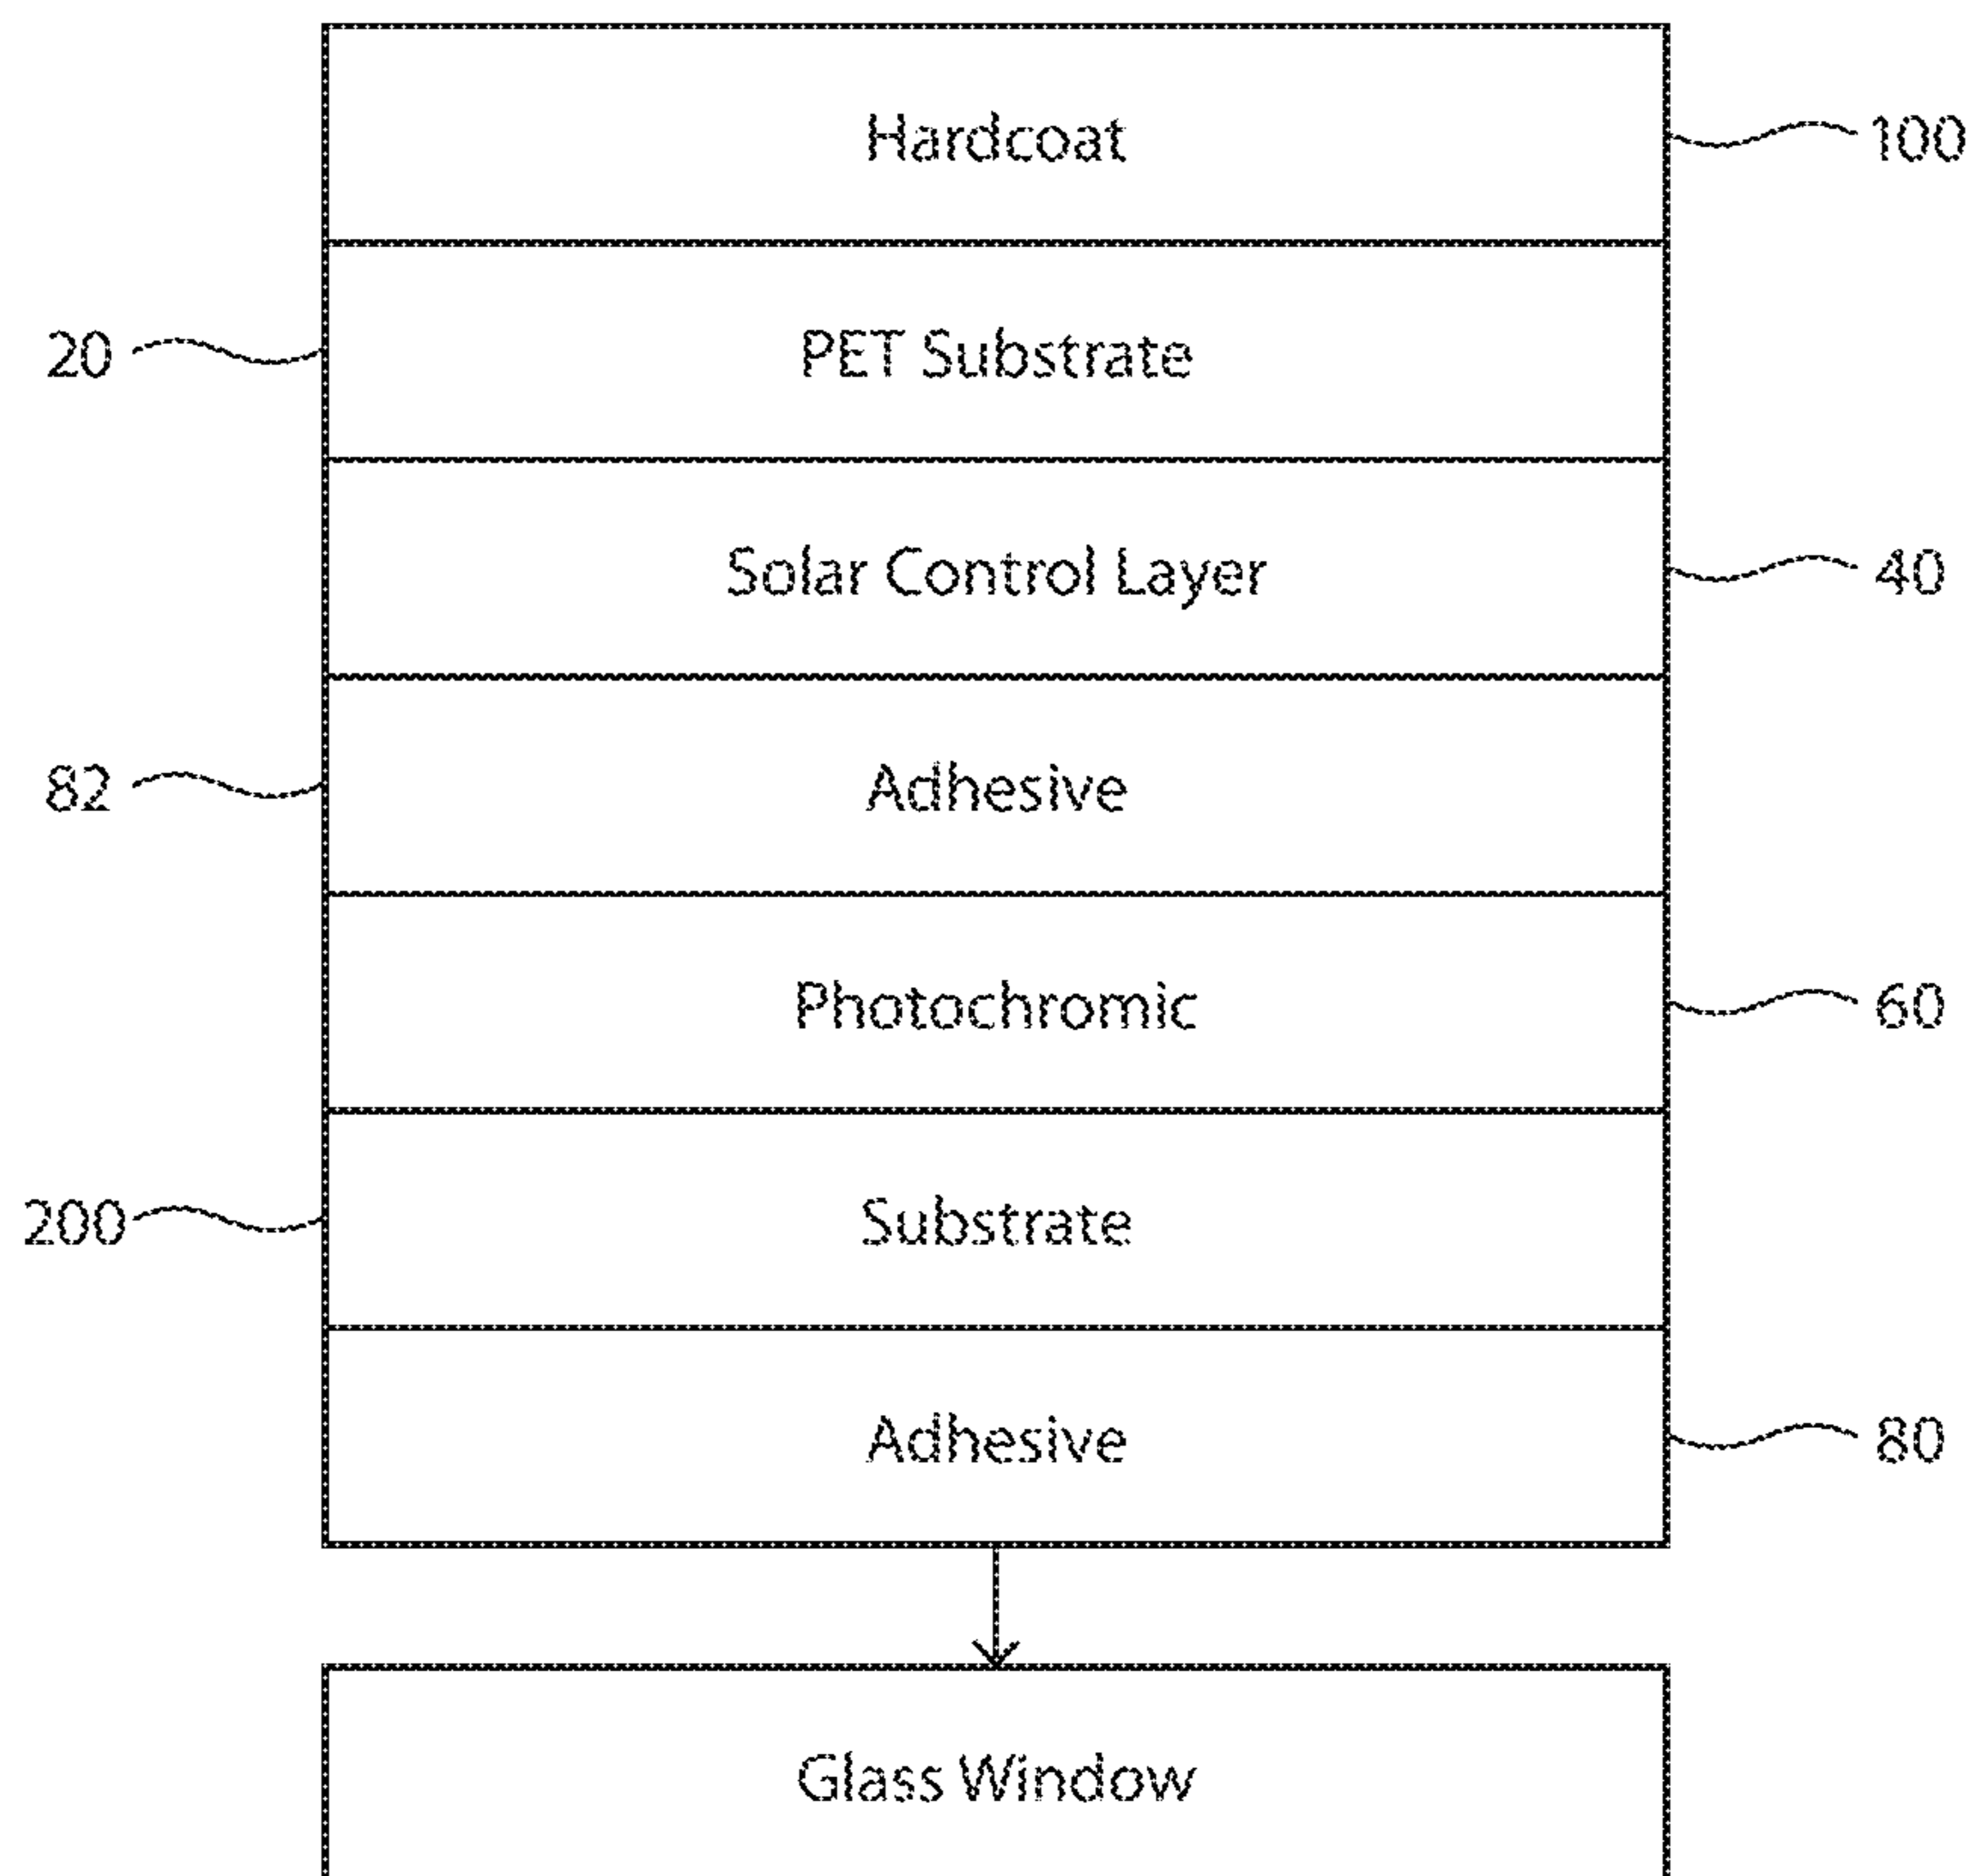 Hardcoat 100
20 PET Substrate
Solar Control Layer 40
82 Adhesive
Photochromic 60
200 Substrate
Adhesive 80
Glass Window